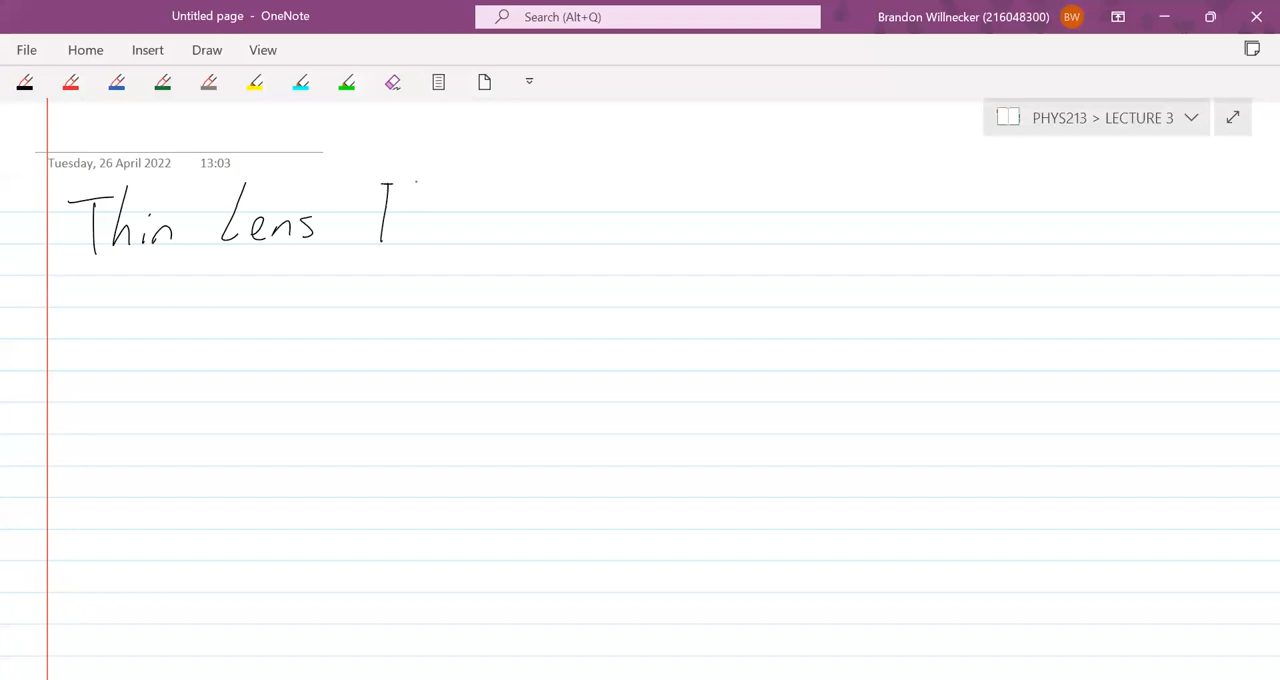 Untitled page - OneNote
Search (Alt+Q)
Brandon Willnecker (216048300)
BW
File Home Insert Draw View
PHYS213 > LECTURE 3
Tuesday, 26 April 2022 13:03
Thin Lens I